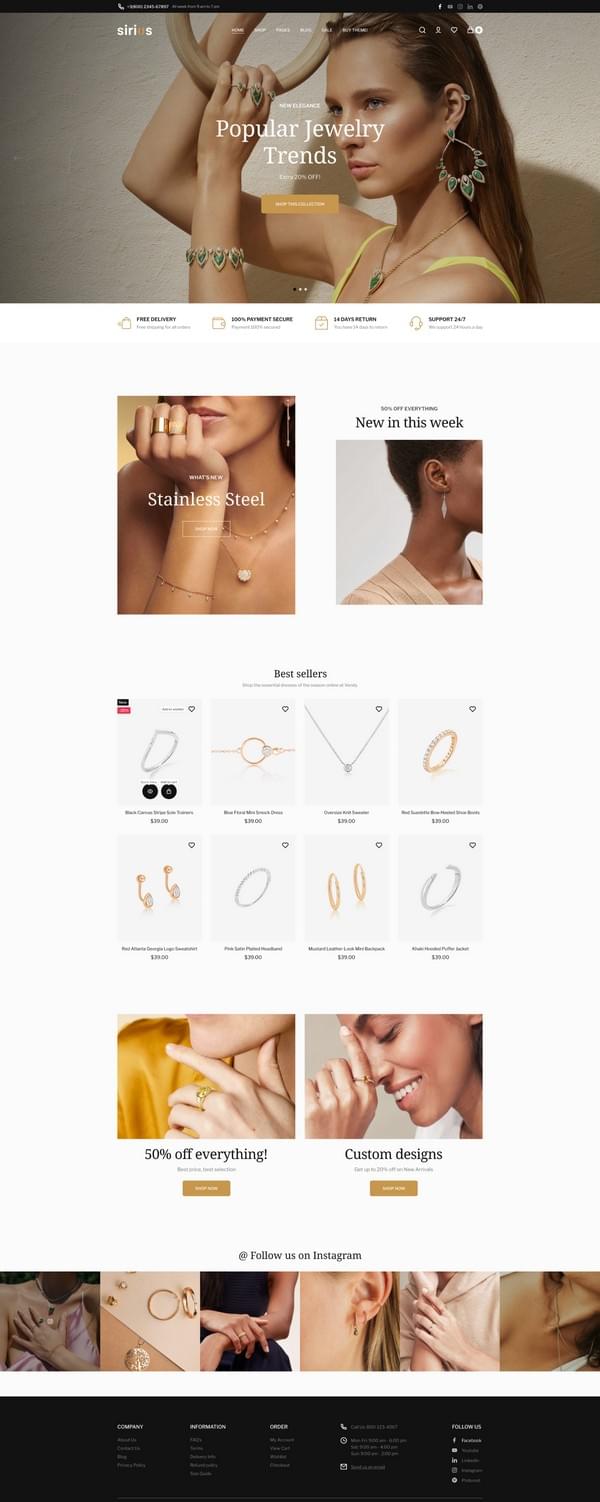 +1(800) 2345-67897 All week from 9 am to 7 pm
sirius
HOME SHOP PAGES BLOG SALE BUY THEME!
0
NEW ELEGANCE
Popular Jewelry
Trends
Extra 20% OFF!
SHOP THIS COLLECTION
FREE DELIVERY
Free shipping for all orders
100% PAYMENT SECURE
Payment 100% secured
14 DAYS RETURN
You have 14 days to return
SUPPORT 24/7
We support 24 hours a day
WHAT'S NEW
Stainless Steel
SHOP NOW
50% OFF EVERYTHING
New in this week
Best sellers
Shop the essential dresses of the season online at Vendy
New
-20%
Add to wishlist
Quick View
Add to cart
Black Canvas Stripe Sole Trainers
$39.00
Blue Floral Mini Smock Dress
$39.00
Oversize Knit Sweater
$39.00
Red Suedette Bow-Heeled Shoe Boots
$39.00
Red Atlanta Georgia Logo Sweatshirt
$39.00
Pink Satin Plaited Headband
$39.00
Mustard Leather-Look Mini Backpack
$39.00
Khaki Hooded Puffer Jacket
$39.00
50% off everything!
Best price, best selection
SHOP NOW
Custom designs
Get up to 20% off on New Arrivals
SHOP NOW
@ Follow us on Instagram
COMPANY
About Us
Contact Us
Blog
Privacy Policy
INFORMATION
FAQ's
Terms
Delivery Info
Refund policy
Size Guide
ORDER
My Account
View Cart
Wishlist
Checkout
Call Us (800) 123-4567
Mon-Fri: 9:00 am - 6:00 pm
Sat: 9:00 am - 4:00 pm
Sun: 9:00 am - 2:00 pm
Send us an email
FOLLOW US
Facebook
Youtube
Linkedin
Instagram
Pinterest